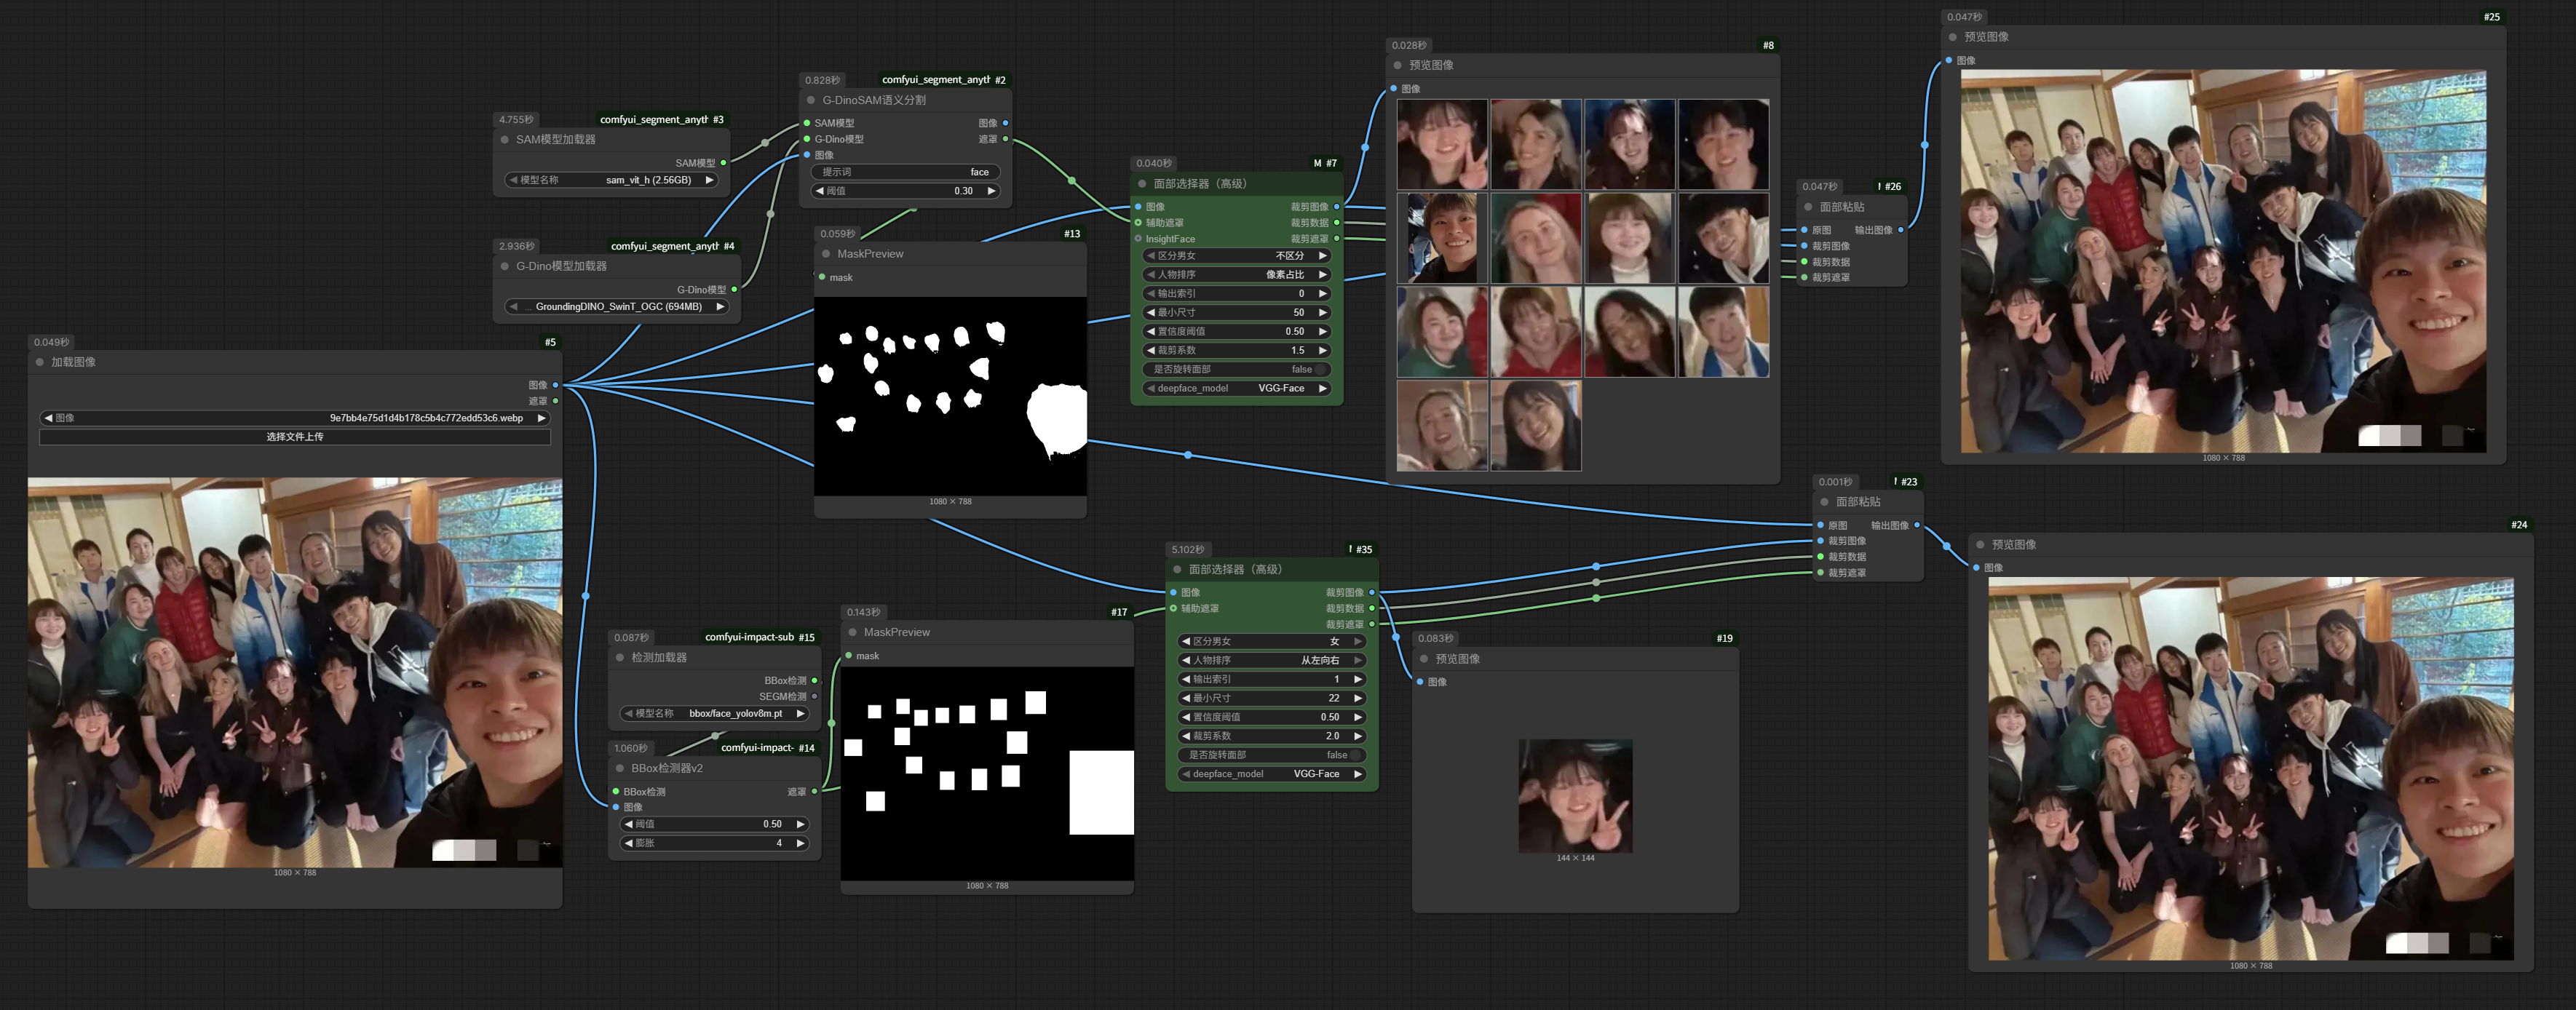 0.049秒
#5
加载图像
图像
遮罩
图像 9e7bb4e75d1d4b178c5b4c772edd53c6.webp
选择文件上传
1080 × 788
4.755秒
comfyui_segment_anyth #3
SAM模型加载器
SAM模型
模型名称 sam_vit_h (2.56GB)
2.936秒
comfyui_segment_anyth #4
G-Dino模型加载器
G-Dino模型
... GroundingDINO_SwinT_OGC (694MB)
0.828秒
comfyui_segment_anyth #2
G-DinoSAM语义分割
SAM模型 图像
G-Dino模型 遮罩
图像
提示词 face
阈值 0.30
0.059秒
#13
MaskPreview
mask
1080 × 788
0.087秒
comfyui-impact-sub #15
检测加载器
BBox检测
SEGM检测
模型名称 bbox/face_yolov8m.pt
1.060秒
comfyui-impact- #14
BBox检测器v2
BBox检测 遮罩
图像
阈值 0.50
膨胀 4
0.143秒
#17
MaskPreview
mask
1080 × 788
0.040秒
M #7
面部选择器（高级）
图像 裁剪图像
辅助遮罩 裁剪数据
InsightFace 裁剪遮罩
区分男女 不区分
人物排序 像素占比
输出索引 0
最小尺寸 50
置信度阈值 0.50
裁剪系数 1.5
是否旋转面部 false
deepface_model VGG-Face
0.028秒
#8
预览图像
图像
5.102秒
#35
面部选择器（高级）
图像 裁剪图像
辅助遮罩 裁剪数据
裁剪遮罩
区分男女 女
人物排序 从左向右
输出索引 1
最小尺寸 22
置信度阈值 0.50
裁剪系数 2.0
是否旋转面部 false
deepface_model VGG-Face
0.083秒
#19
预览图像
图像
144 × 144
0.047秒
#26
面部粘贴
原图 输出图像
裁剪图像
裁剪数据
裁剪遮罩
0.047秒
#25
预览图像
图像
1080 × 788
0.001秒
#23
面部粘贴
原图 输出图像
裁剪图像
裁剪数据
裁剪遮罩
#24
预览图像
图像
1080 × 788